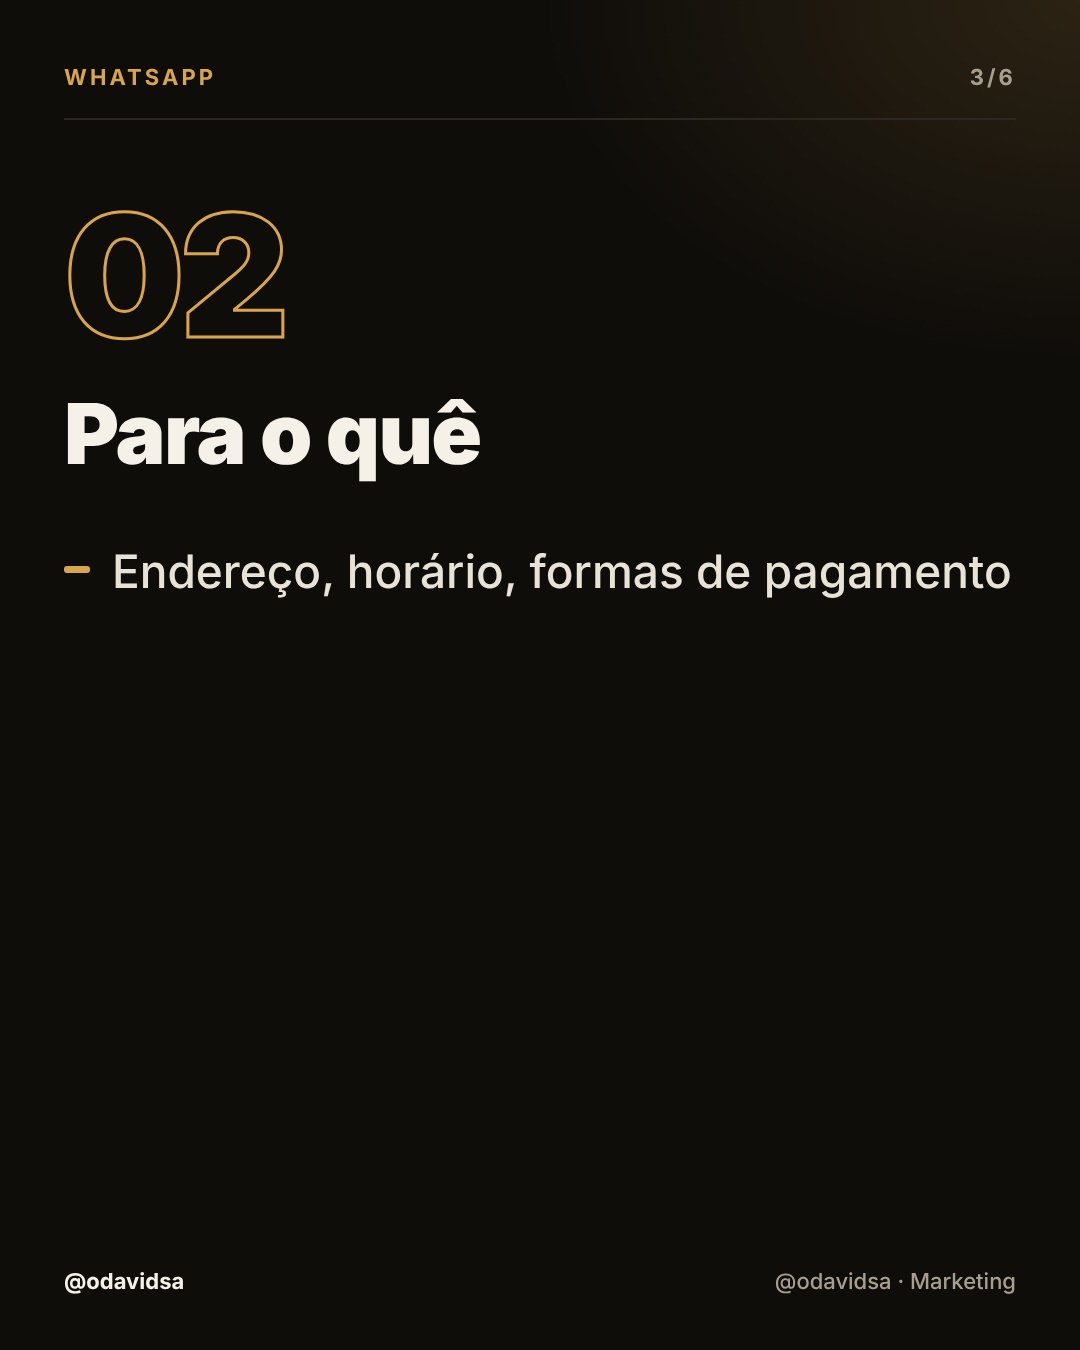 WHATSAPP
3/6
02
Para o quê
Endereço, horário, formas de pagamento
@odavidsa
@odavidsa · Marketing